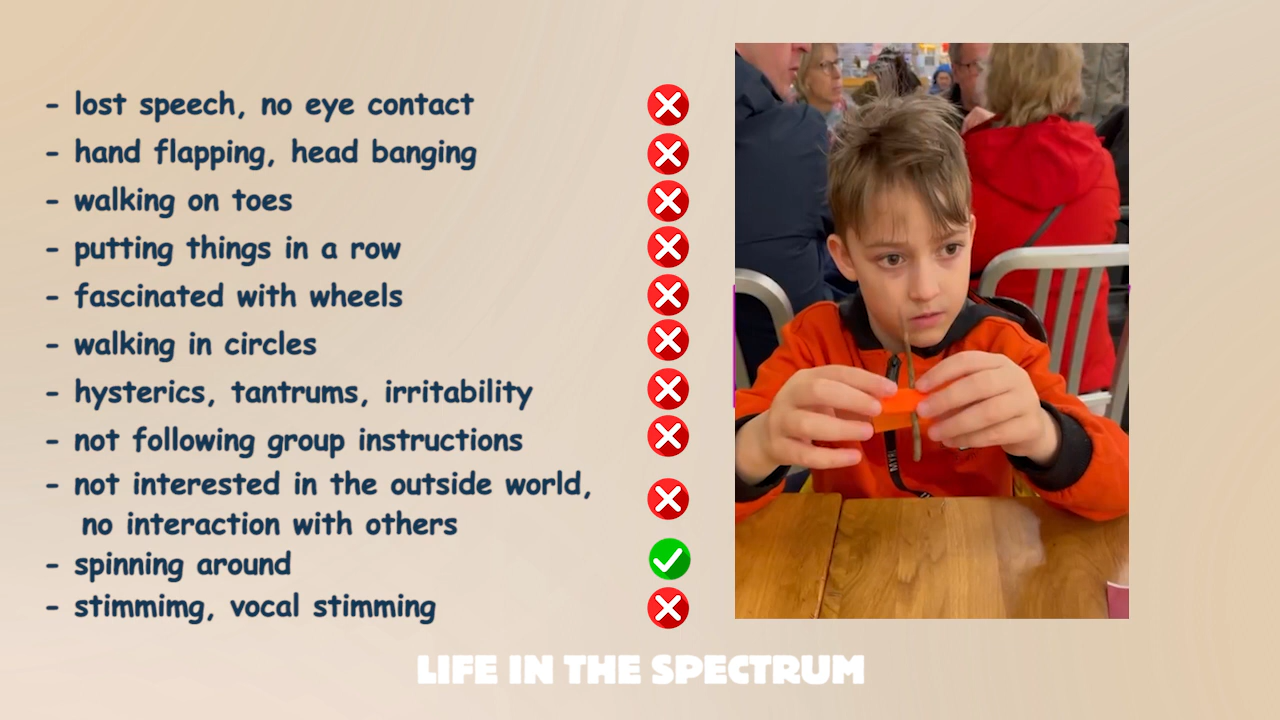 - lost speech, no eye contact
- hand flapping, head banging
- walking on toes
- putting things in a row
- fascinated with wheels
- walking in circles
- hysterics, tantrums, irritability
- not following group instructions
- not interested in the outside world,
no interaction with others
- spinning around
- stimmimg, vocal stimming
LIFE IN THE SPECTRUM